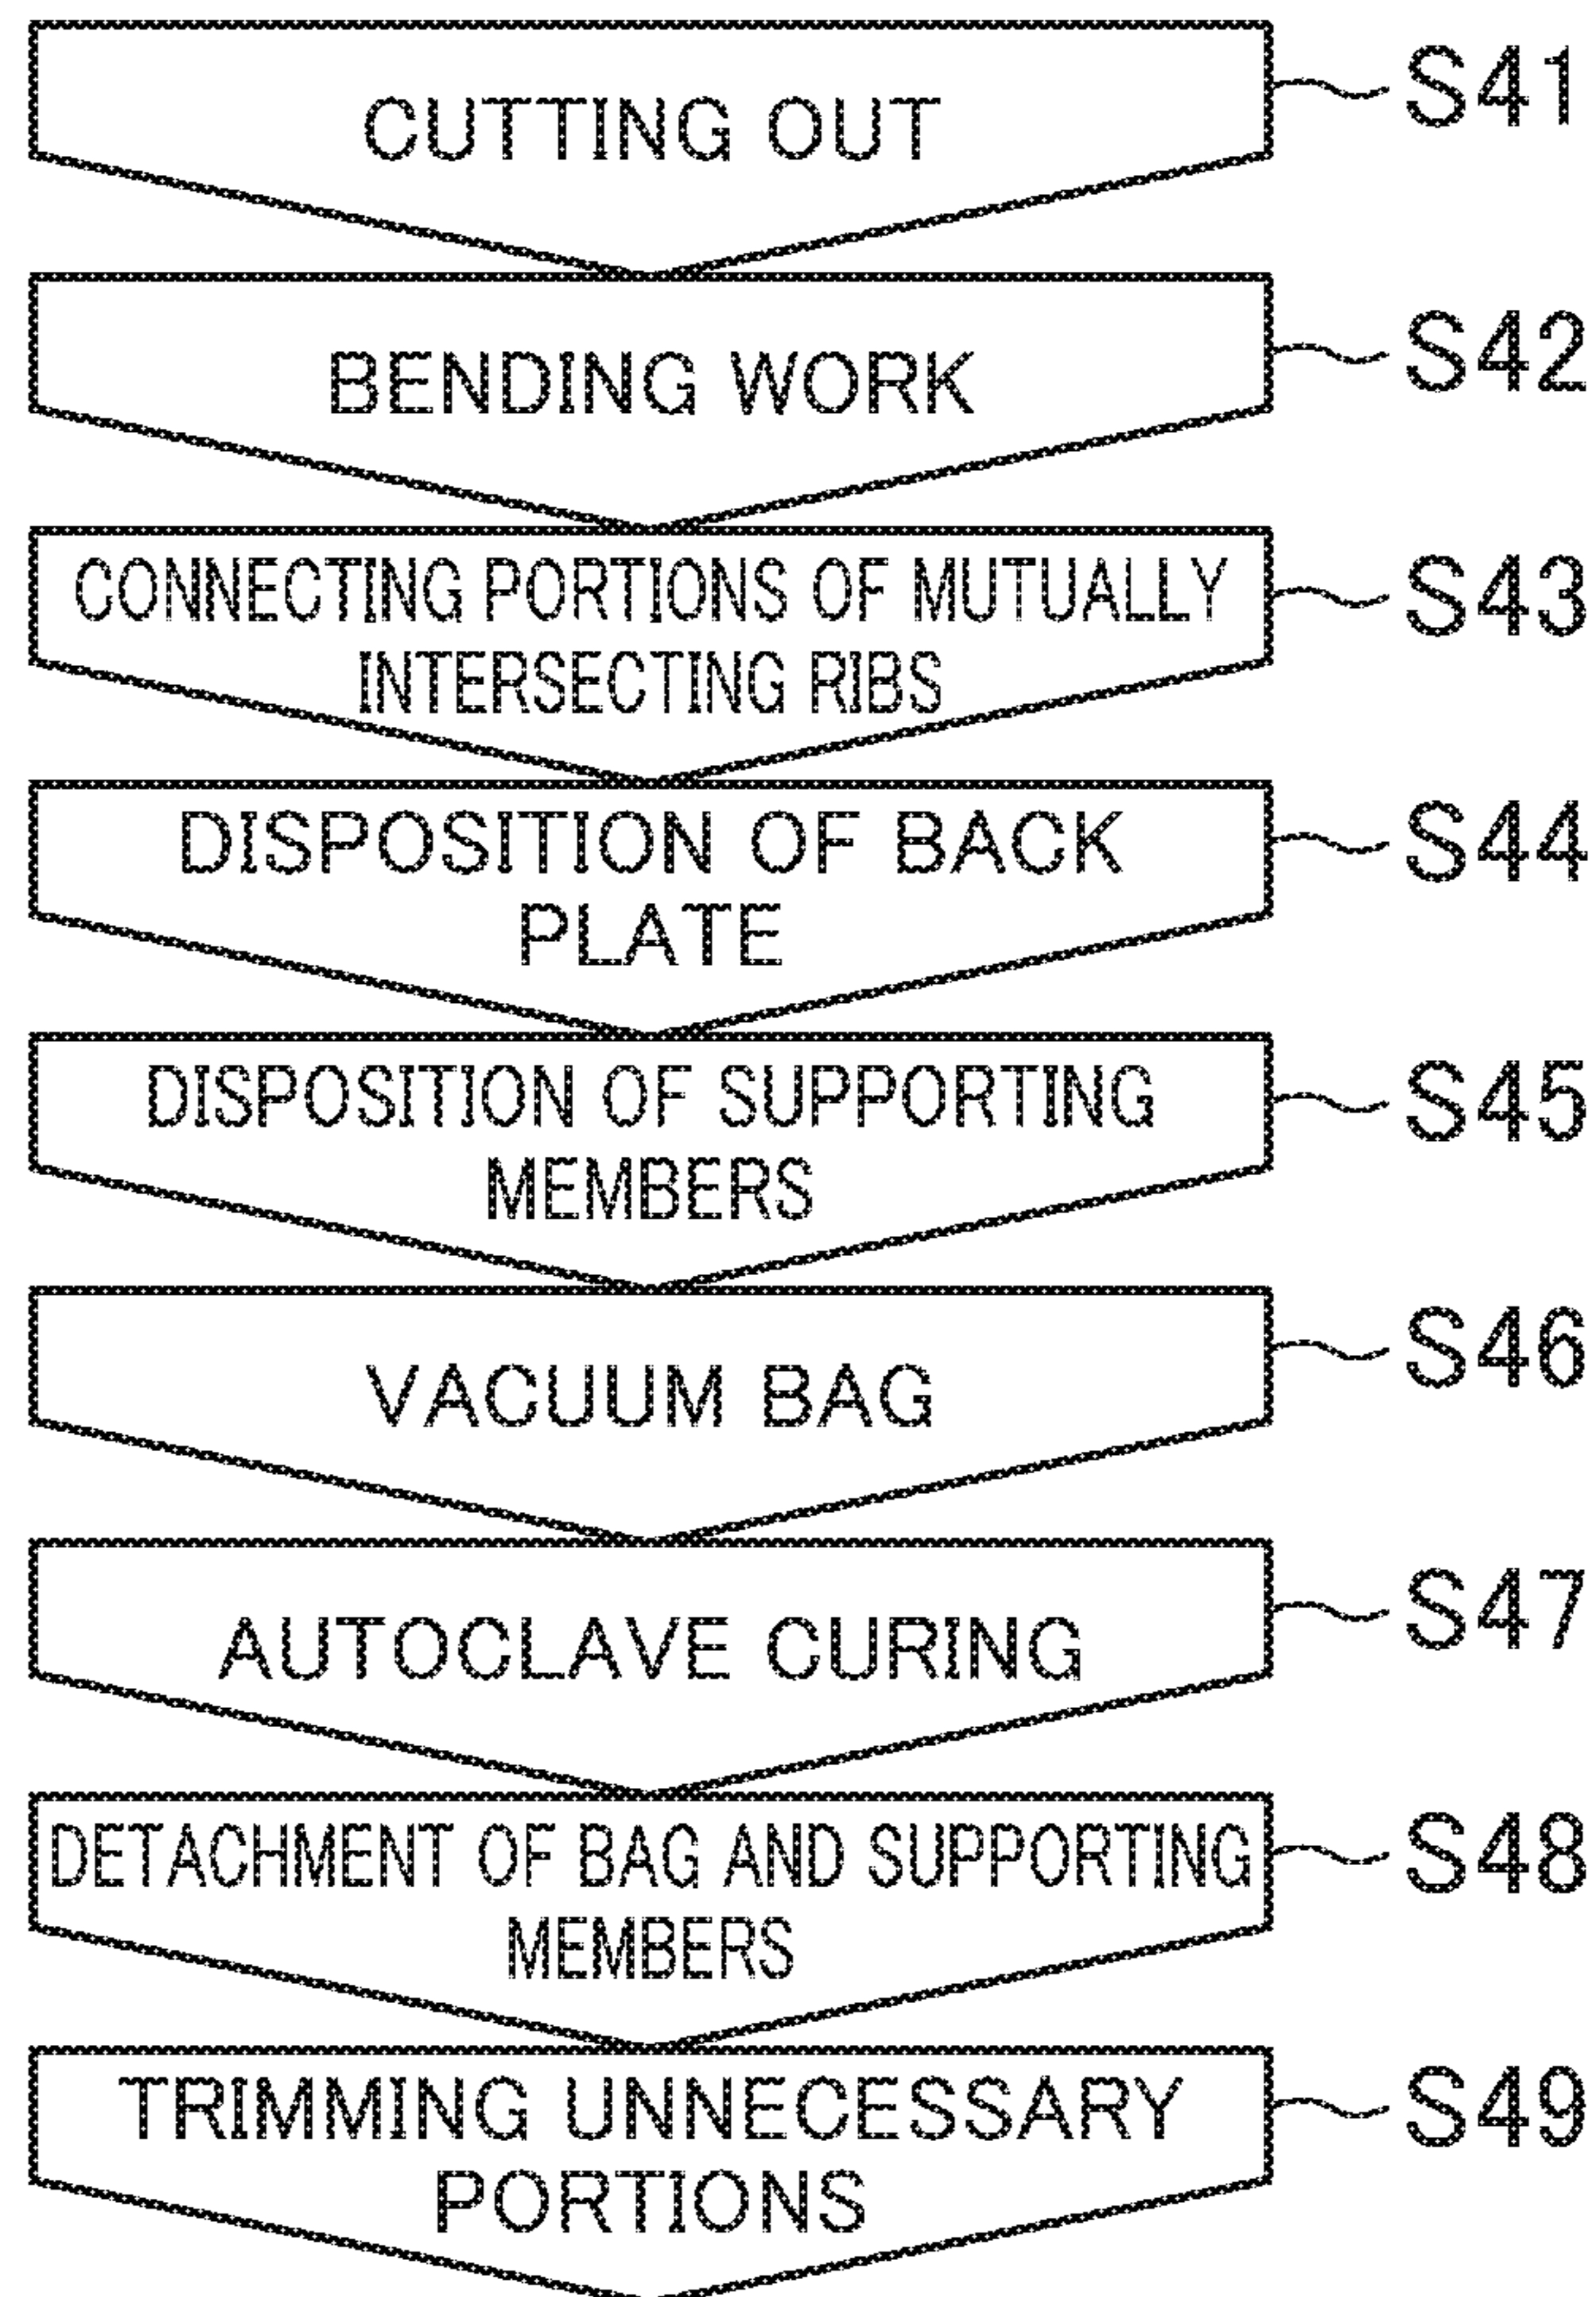 CUTTING OUT
S41
BENDING WORK
S42
CONNECTING PORTIONS OF MUTUALLY
INTERSECTING RIBS
S43
DISPOSITION OF BACK
PLATE
S44
DISPOSITION OF SUPPORTING
MEMBERS
S45
VACUUM BAG
S46
AUTOCLAVE CURING
S47
DETACHMENT OF BAG AND SUPPORTING
MEMBERS
S48
TRIMMING UNNECESSARY
PORTIONS
S49